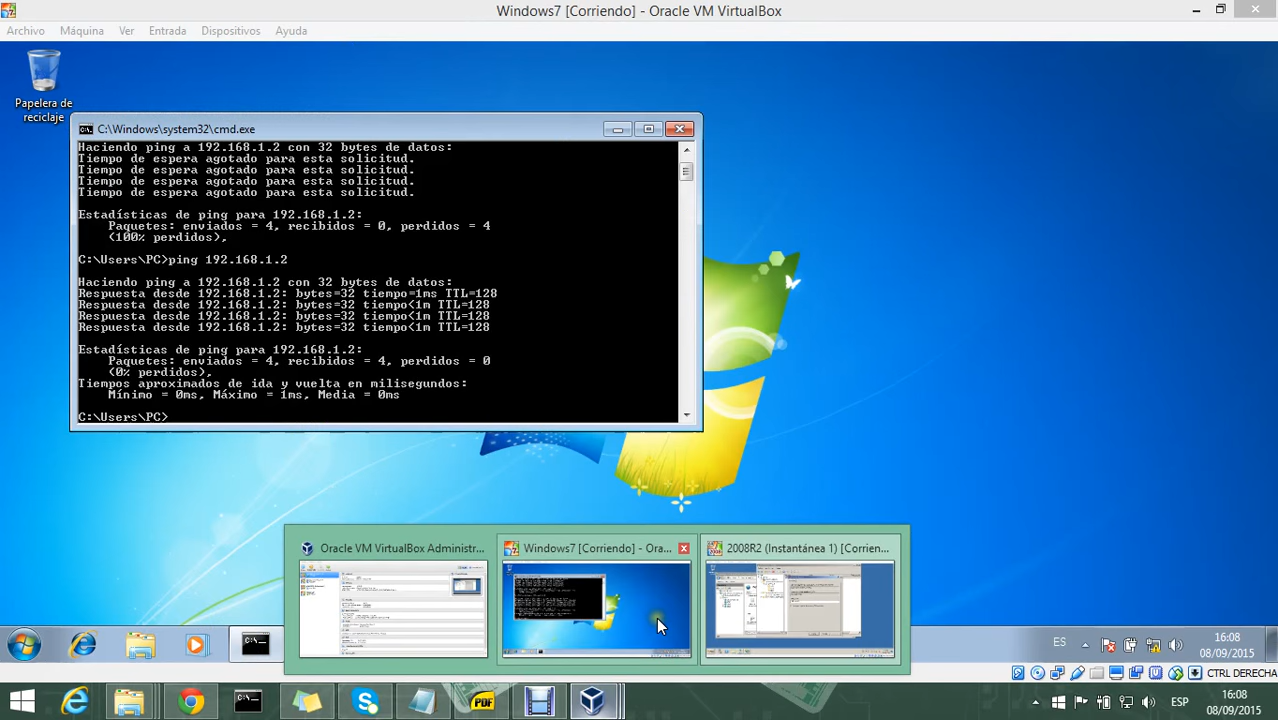 Windows7 [Corriendo] - Oracle VM VirtualBox
Archivo Máquina Ver Entrada Dispositivos Ayuda
Papelera de
reciclaje
C:\Windows\system32\cmd.exe
Haciendo ping a 192.168.1.2 con 32 bytes de datos:
Tiempo de espera agotado para esta solicitud.
Tiempo de espera agotado para esta solicitud.
Tiempo de espera agotado para esta solicitud.
Tiempo de espera agotado para esta solicitud.
Estadísticas de ping para 192.168.1.2:
Paquetes: enviados = 4, recibidos = 0, perdidos = 4
(100% perdidos),
C:\Users\PC>ping 192.168.1.2
Haciendo ping a 192.168.1.2 con 32 bytes de datos:
Respuesta desde 192.168.1.2: bytes=32 tiempo=1ms TTL=128
Respuesta desde 192.168.1.2: bytes=32 tiempo<1m TTL=128
Respuesta desde 192.168.1.2: bytes=32 tiempo<1m TTL=128
Respuesta desde 192.168.1.2: bytes=32 tiempo<1m TTL=128
Estadísticas de ping para 192.168.1.2:
Paquetes: enviados = 4, recibidos = 4, perdidos = 0
(0% perdidos),
Tiempos aproximados de ida y vuelta en milisegundos:
Mínimo = 0ms, Máximo = 1ms, Media = 0ms
C:\Users\PC>
Oracle VM VirtualBox Administr...
Windows7 [Corriendo] - Ora...
2008R2 (Instantánea 1) [Corrien...
ES
16:08
08/09/2015
CTRL DERECHA
PDF
ESP
16:08
08/09/2015